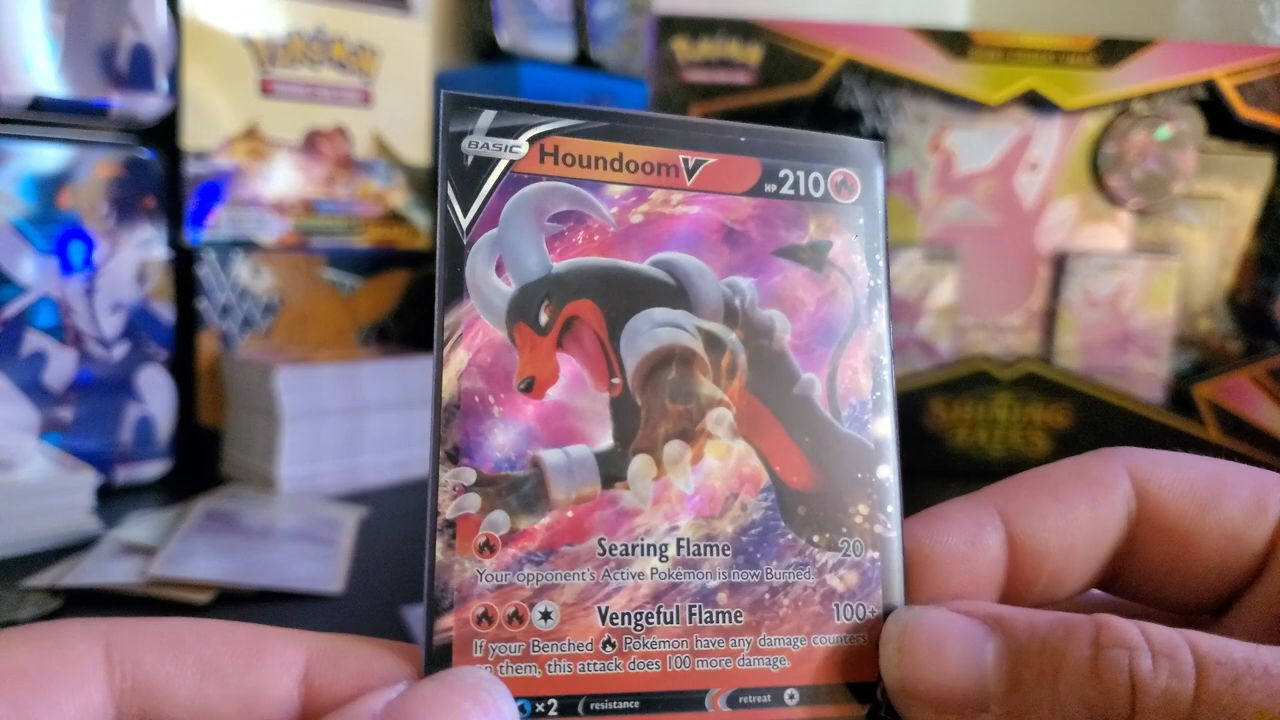 POKéMON
POKéMON
BASIC
Houndoom V
HP 210
Searing Flame 20
Your opponent's Active Pokémon is now Burned.
Vengeful Flame 100+
If your Benched Pokémon have any damage counters
on them, this attack does 100 more damage.
×2 resistance retreat
SHINING
FATES